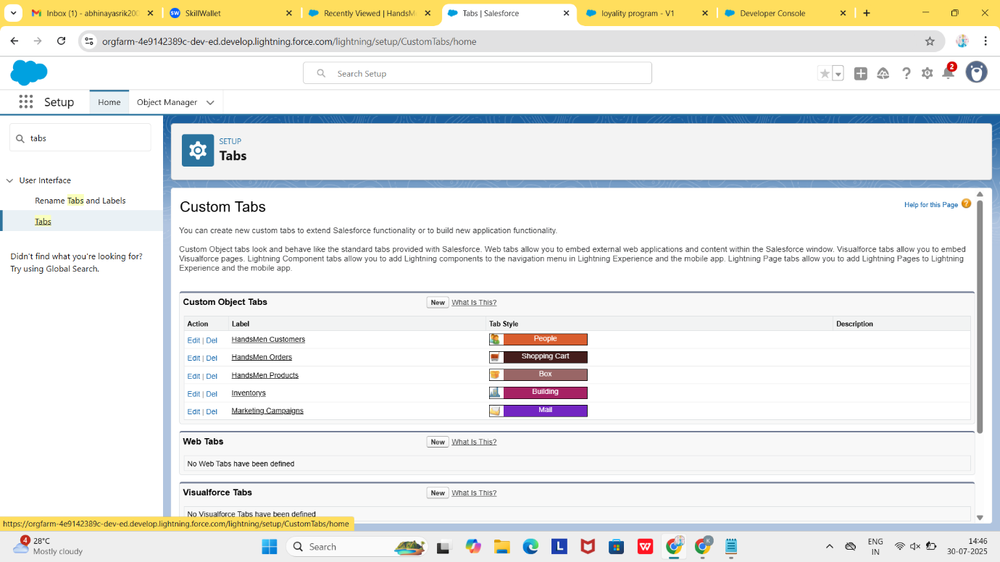 Inbox (1) - abhinayasrik200
SkillWallet
Recently Viewed | HandsMe
Tabs | Salesforce
loyality program - V1
Developer Console
orgfarm-4e9142389c-dev-ed.develop.lightning.force.com/lightning/setup/CustomTabs/home
Search Setup
2
Setup
Home
Object Manager
tabs
User Interface
Rename Tabs and Labels
Tabs
Didn't find what you're looking for?
Try using Global Search.
SETUP
Tabs
Custom Tabs
Help for this Page
You can create new custom tabs to extend Salesforce functionality or to build new application functionality.
Custom Object tabs look and behave like the standard tabs provided with Salesforce. Web tabs allow you to embed external web applications and content within the Salesforce window. Visualforce tabs allow you to embed
Visualforce pages. Lightning Component tabs allow you to add Lightning components to the navigation menu in Lightning Experience and the mobile app. Lightning Page tabs allow you to add Lightning Pages to Lightning
Experience and the mobile app.
Custom Object Tabs New What Is This?
Action Label Tab Style Description
Edit | Del HandsMen Customers People
Edit | Del HandsMen Orders Shopping Cart
Edit | Del HandsMen Products Box
Edit | Del Inventorys Building
Edit | Del Marketing Campaigns Mail
Web Tabs New What Is This?
No Web Tabs have been defined
Visualforce Tabs New What Is This?
No Visualforce Tabs have been defined
https://orgfarm-4e9142389c-dev-ed.develop.lightning.force.com/lightning/setup/CustomTabs/home
4
28°C
Mostly cloudy
Search
ENG
IN
14:46
30-07-2025